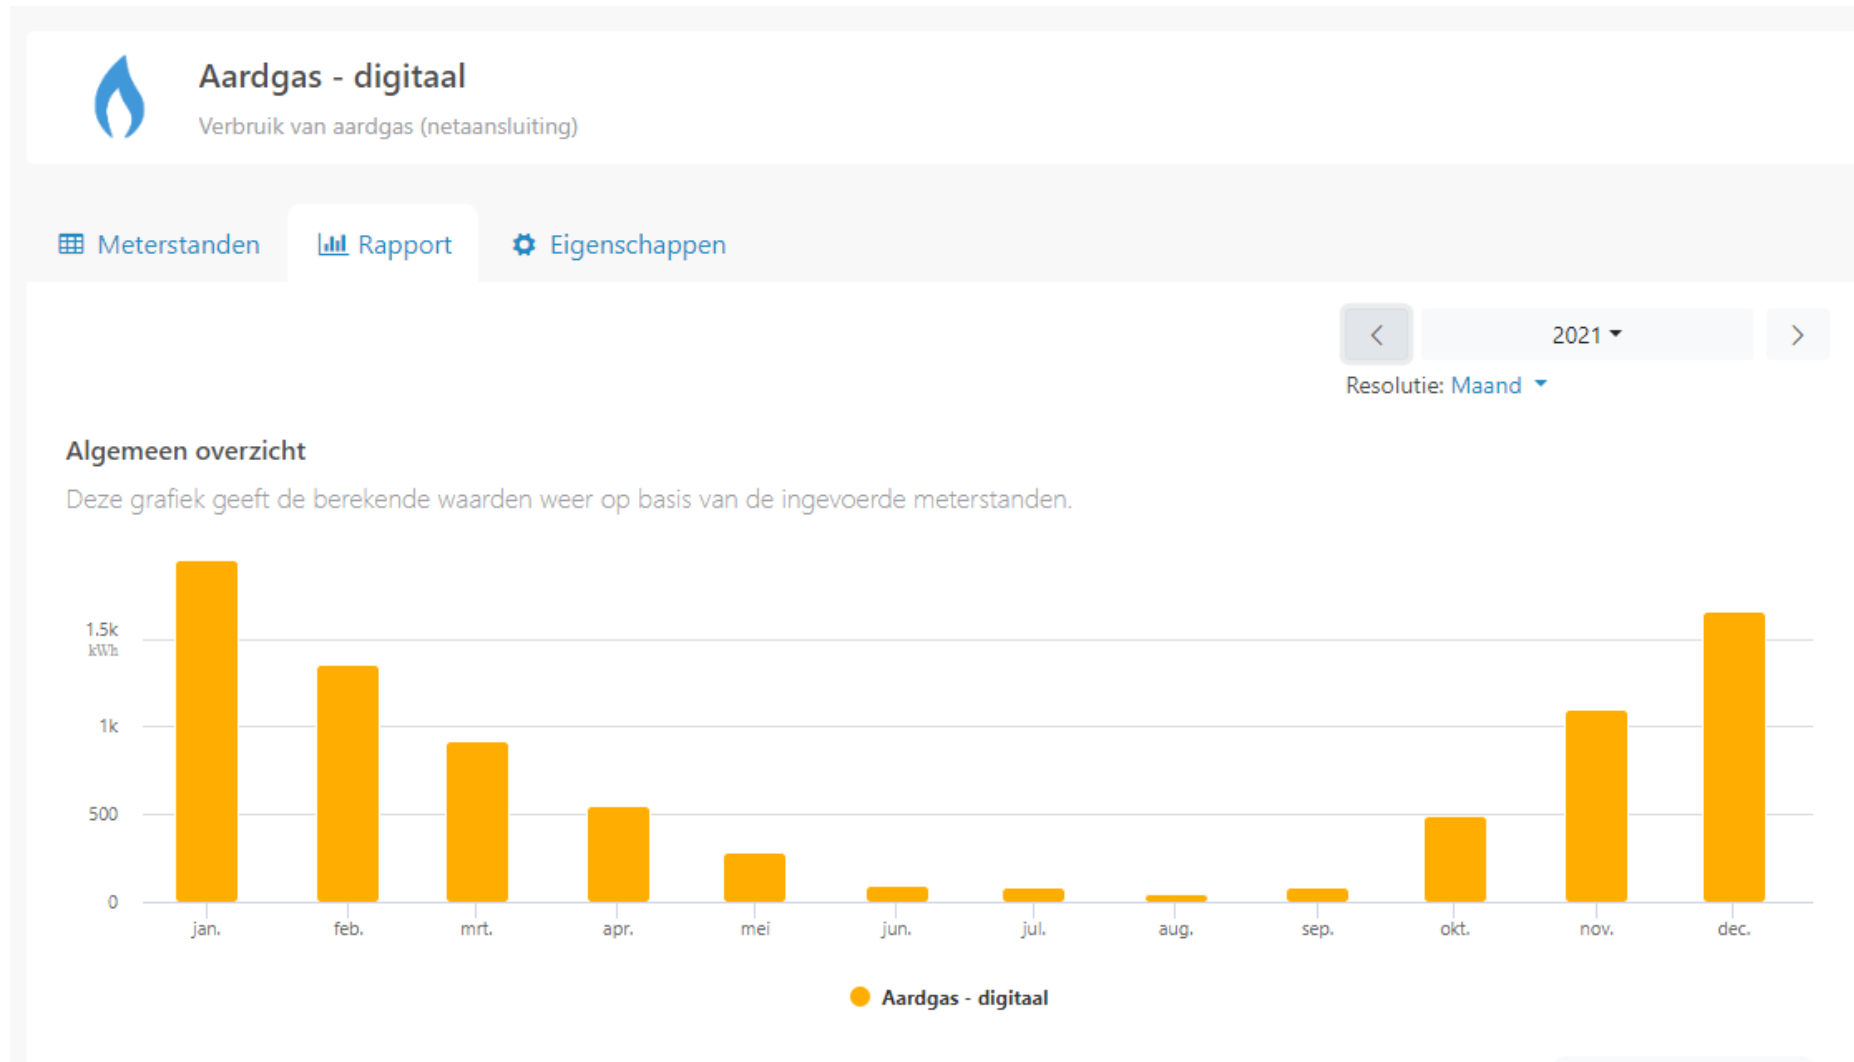 Aardgas - digitaal
Verbruik van aardgas (netaansluiting)
Meterstanden Rapport Eigenschappen
2021
Resolutie: Maand
Algemeen overzicht
Deze grafiek geeft de berekende waarden weer op basis van de ingevoerde meterstanden.
1.5k
kWh
1k
500
0
jan. feb. mrt. apr. mei jun. jul. aug. sep. okt. nov. dec.
Aardgas - digitaal